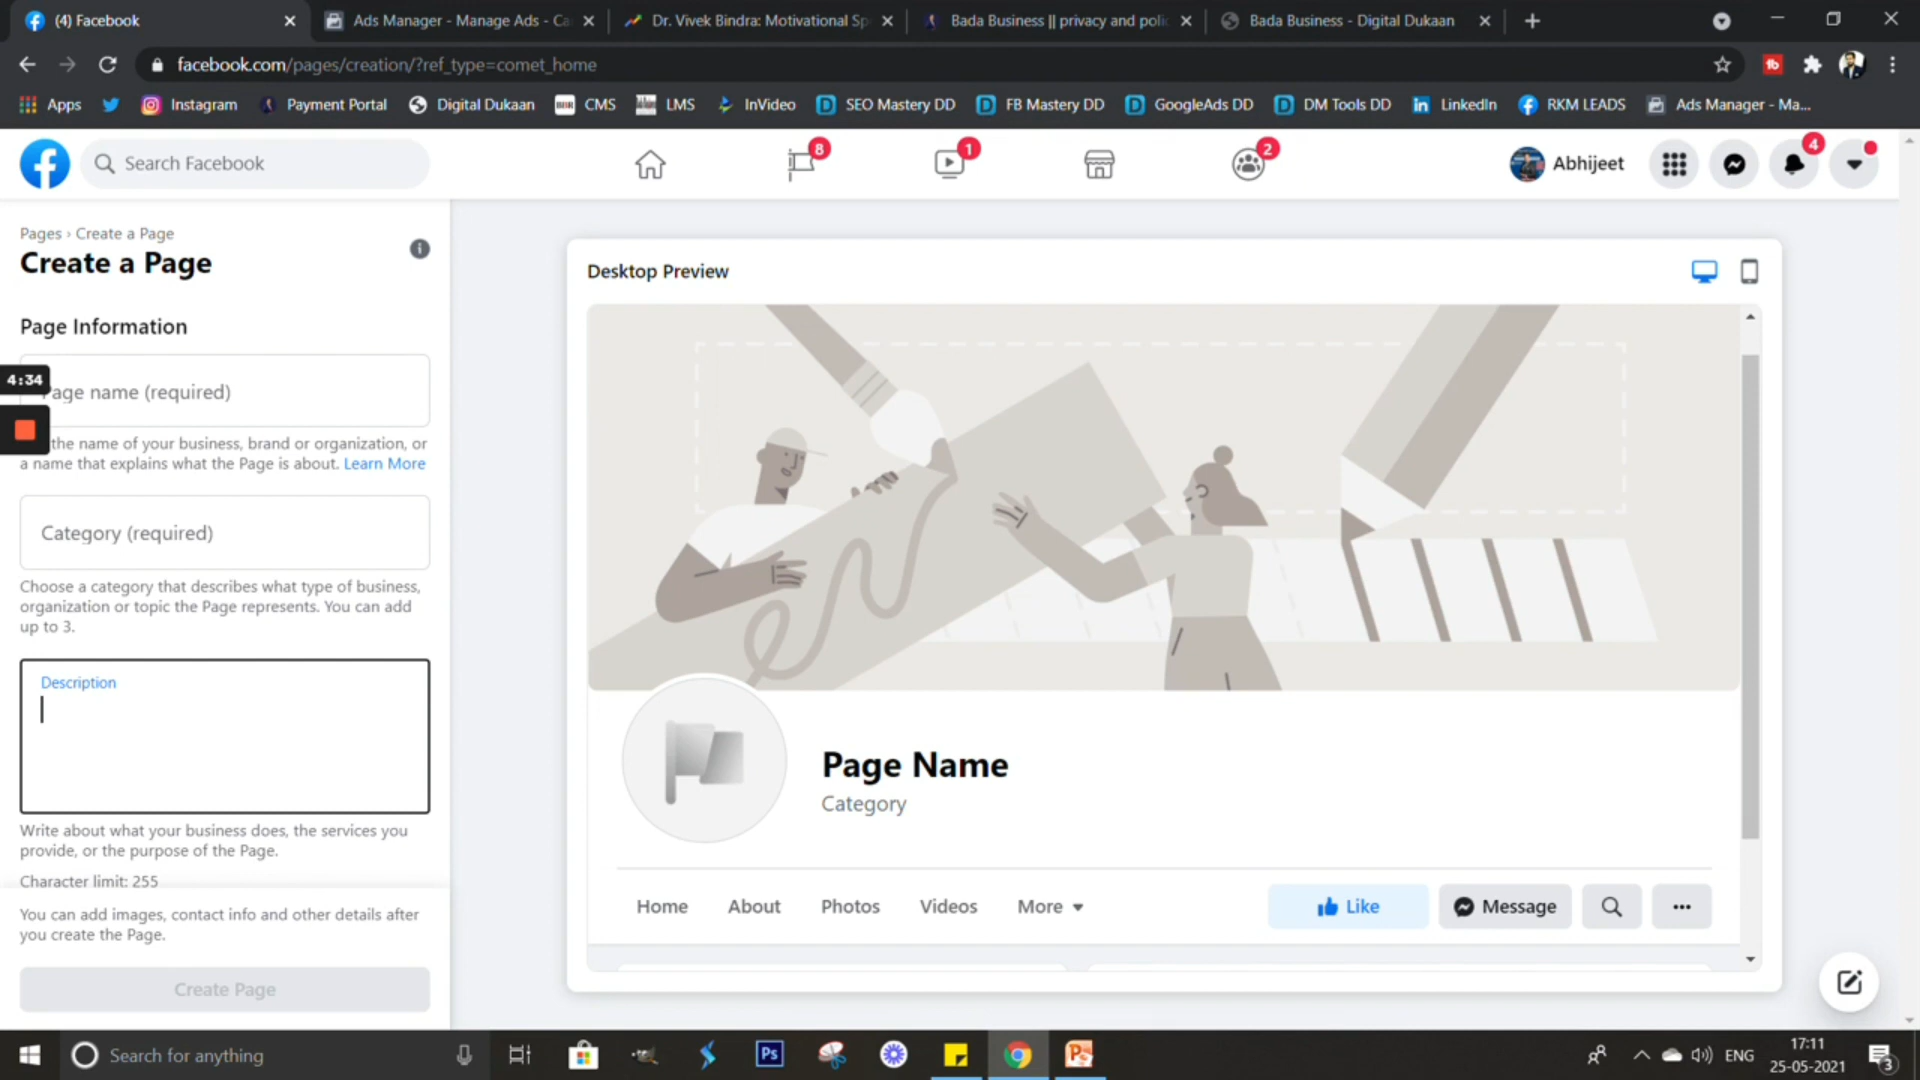 (4) Facebook
Ads Manager - Manage Ads - Ca
Dr. Vivek Bindra: Motivational Sp
Bada Business || privacy and polic
Bada Business - Digital Dukaan
facebook.com/pages/creation/?ref_type=comet_home
Apps
Instagram
Payment Portal
Digital Dukaan
CMS
LMS
InVideo
SEO Mastery DD
FB Mastery DD
GoogleAds DD
DM Tools DD
LinkedIn
RKM LEADS
Ads Manager - Ma...
Search Facebook
8
1
2
Abhijeet
4
Pages › Create a Page
Create a Page
Page Information
4:34
Page name (required)
the name of your business, brand or organization, or
a name that explains what the Page is about. Learn More
Category (required)
Choose a category that describes what type of business,
organization or topic the Page represents. You can add
up to 3.
Description
Write about what your business does, the services you
provide, or the purpose of the Page.
Character limit: 255
You can add images, contact info and other details after
you create the Page.
Create Page
Desktop Preview
Page Name
Category
Home
About
Photos
Videos
More
Like
Message
Search for anything
Ps
ENG
17:11
25-05-2021
3